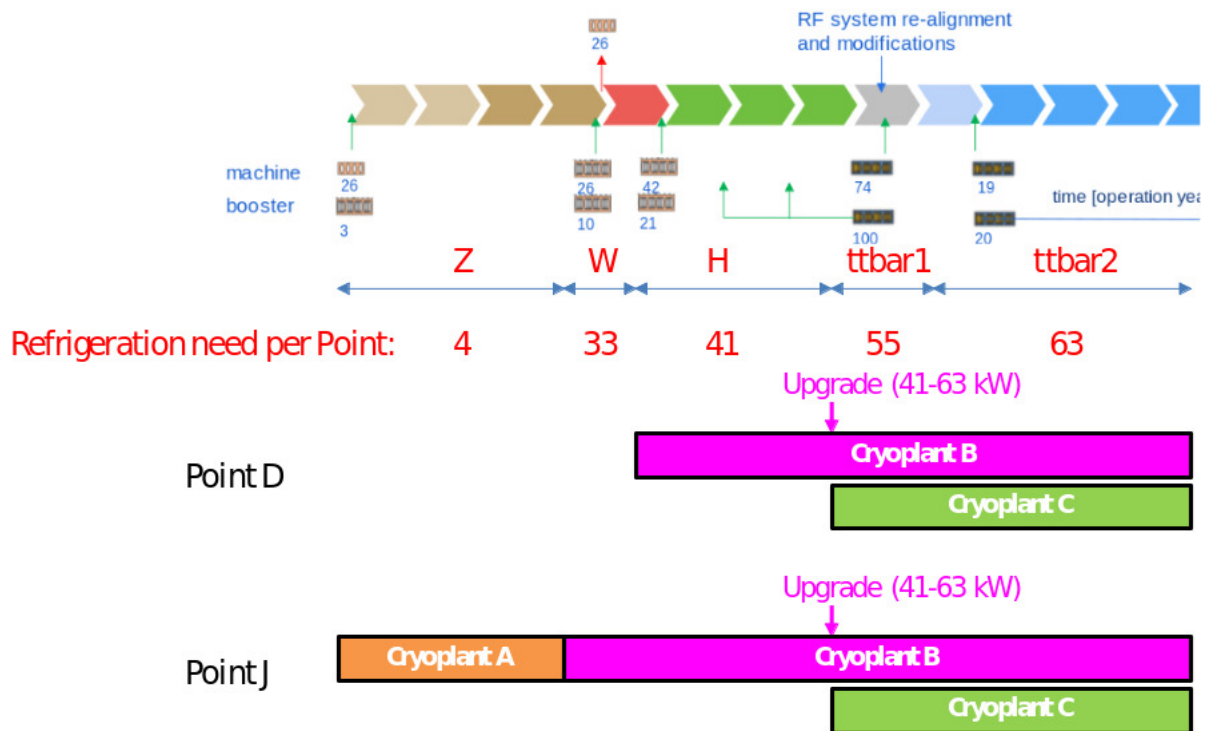 RF system re-alignment
and modifications
26
machine
26
26
42
74
19
booster
3
10
21
100
20
time [operation yea
Z
W
H
ttbar1
ttbar2
Refrigeration need per Point:
4
33
41
55
63
Upgrade (41-63 kW)
Point D
Cryoplant B
Cryoplant C
Upgrade (41-63 kW)
Point J
Cryoplant A
Cryoplant B
Cryoplant C